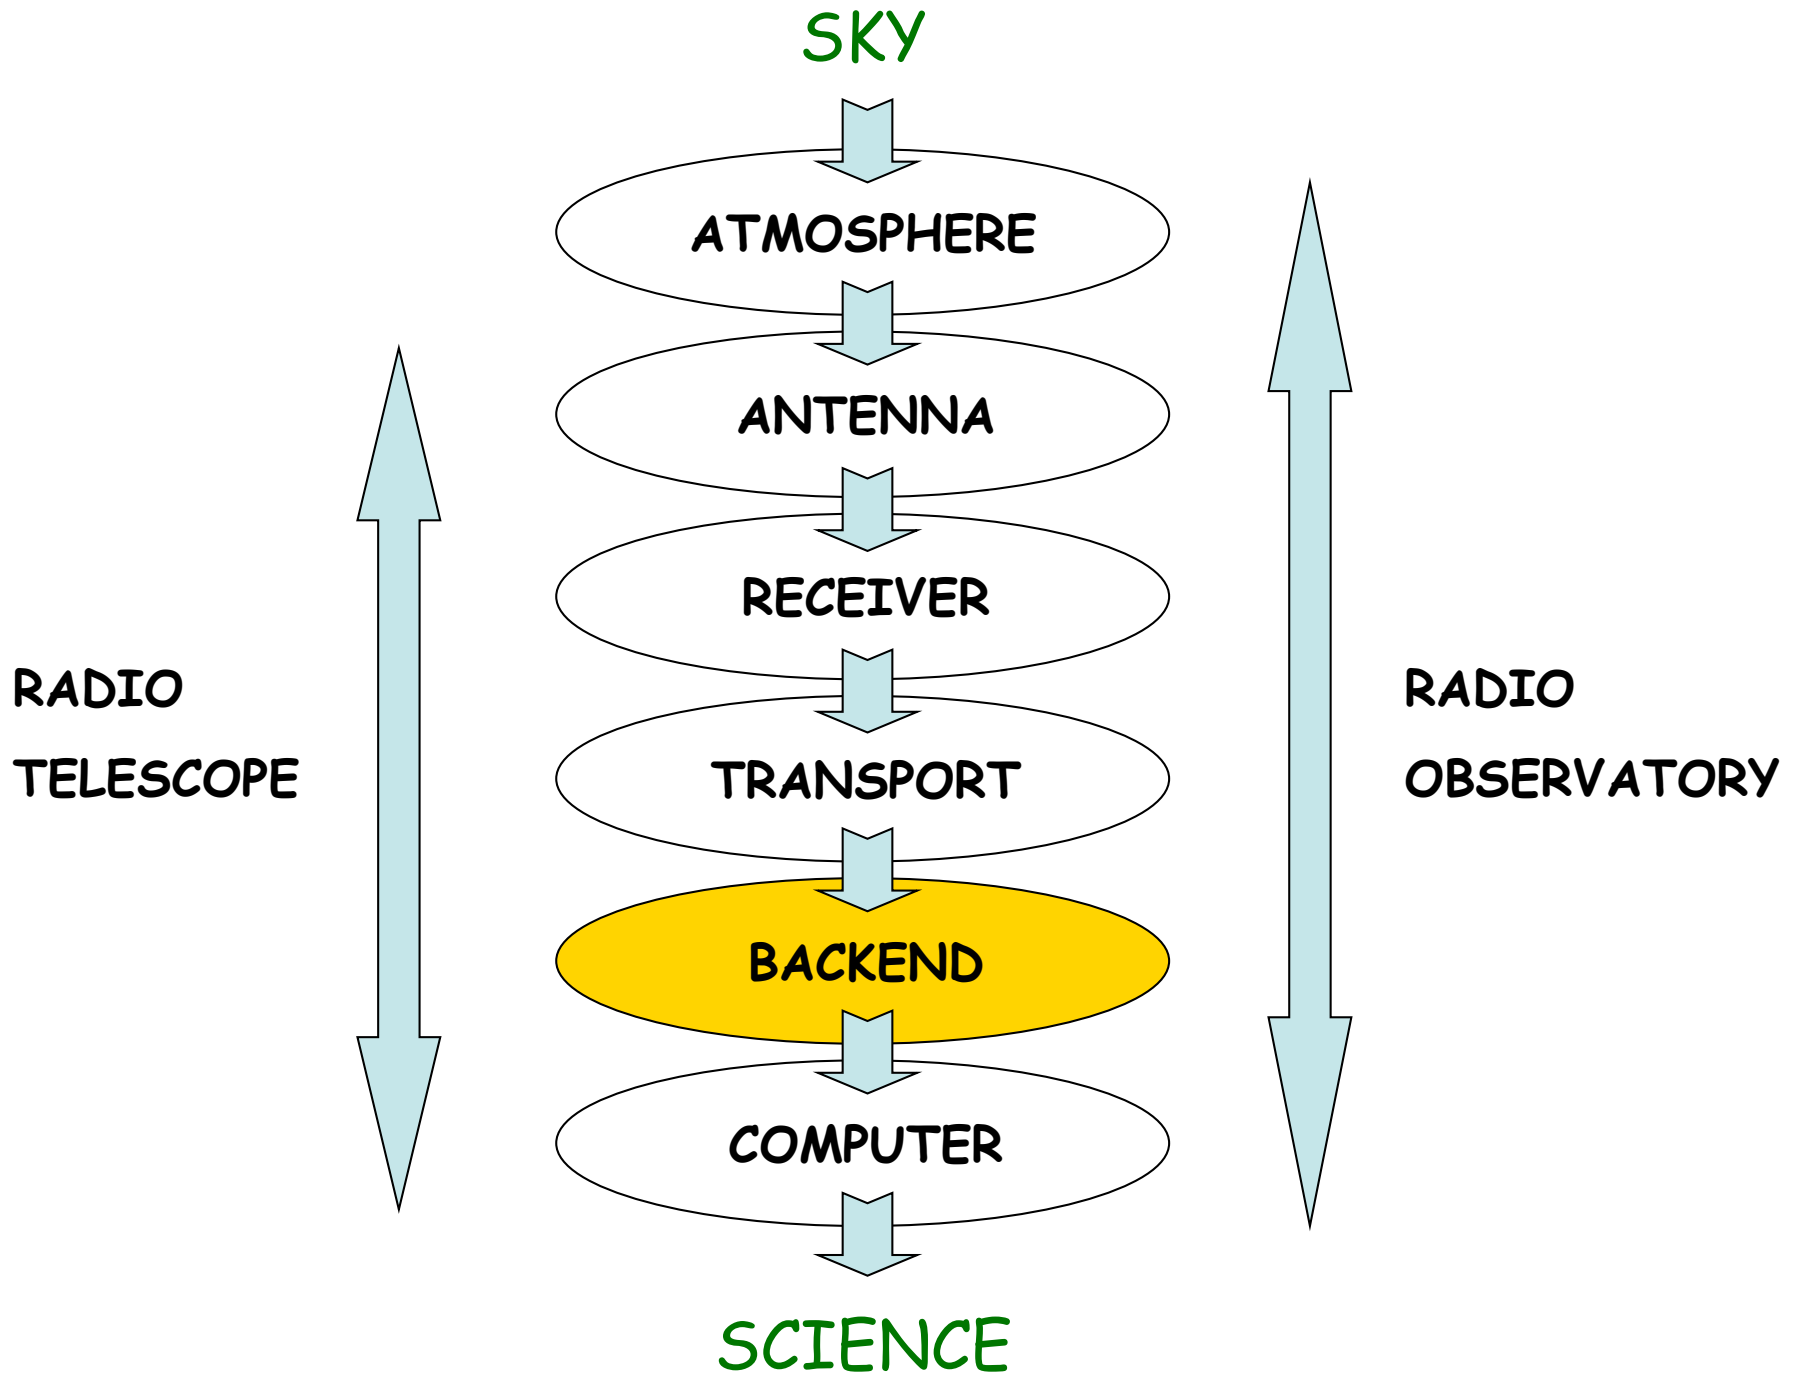 SKY
ATMOSPHERE
ANTENNA
RECEIVER
RADIO
TELESCOPE
RADIO
OBSERVATORY
TRANSPORT
BACKEND
COMPUTER
SCIENCE